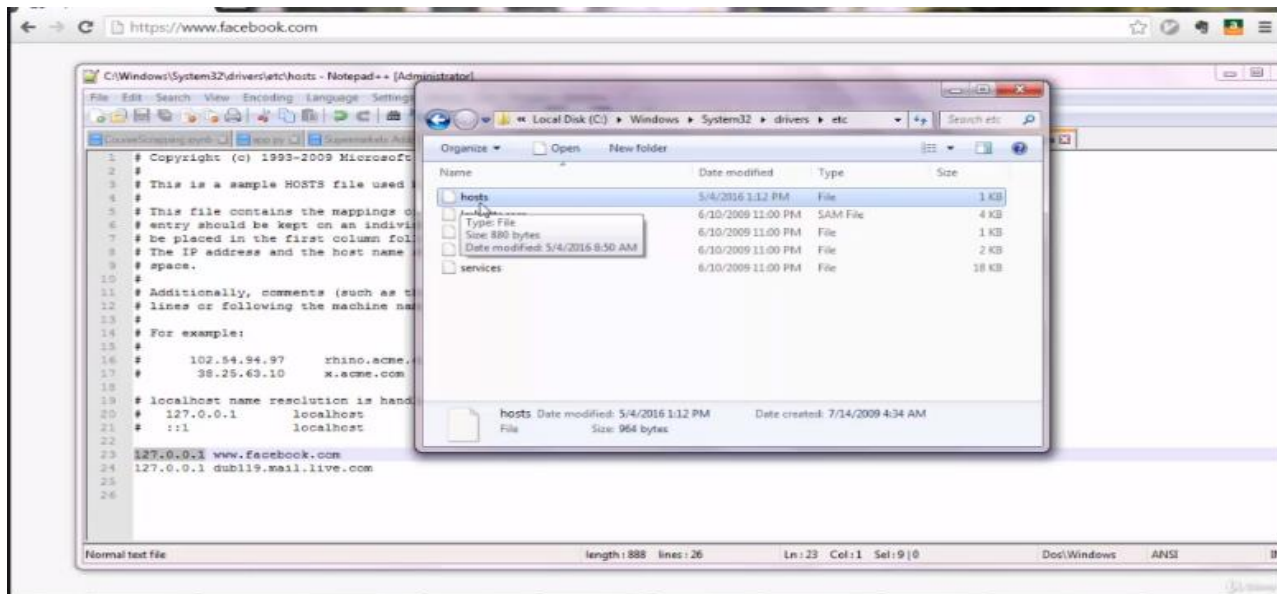 https://www.facebook.com
C:\Windows\System32\drivers\etc\hosts - Notepad++ [Administrator]
File Edit Search View Encoding Language Settings
Local Disk (C:) Windows System32 drivers etc
Search etc
Organize Open New folder
Name Date modified Type Size
hosts 5/4/2016 1:12 PM File 1 KB
6/10/2009 11:00 PM SAM File 4 KB
6/10/2009 11:00 PM File 1 KB
6/10/2009 11:00 PM File 2 KB
services 6/10/2009 11:00 PM File 18 KB
Type: File
Size: 880 bytes
Date modified: 5/4/2016 8:50 AM
hosts Date modified: 5/4/2016 1:12 PM Date created: 7/14/2009 4:34 AM
File Size: 964 bytes
app.py
1 # Copyright (c) 1993-2009 Microsoft
2 #
3 # This is a sample HOSTS file used
4 #
5 # This file contains the mappings
6 # entry should be kept on an
7 # be placed in the first column
8 # The IP address and the host name
9 # space.
10 #
11 # Additionally, comments (such as
12 # lines or following the machine
13 #
14 # For example:
15 #
16 # 102.54.94.97 rhino.acme.
17 # 38.25.63.10 x.acme.com
18
19 # localhost name resolution is
20 # 127.0.0.1 localhost
21 # ::1 localhost
22
23 127.0.0.1 www.facebook.com
24 127.0.0.1 dub119.mail.live.com
25
26
Normal text file length : 888 lines : 26 Ln : 23 Col : 1 Sel : 9 | 0 Dos\Windows ANSI